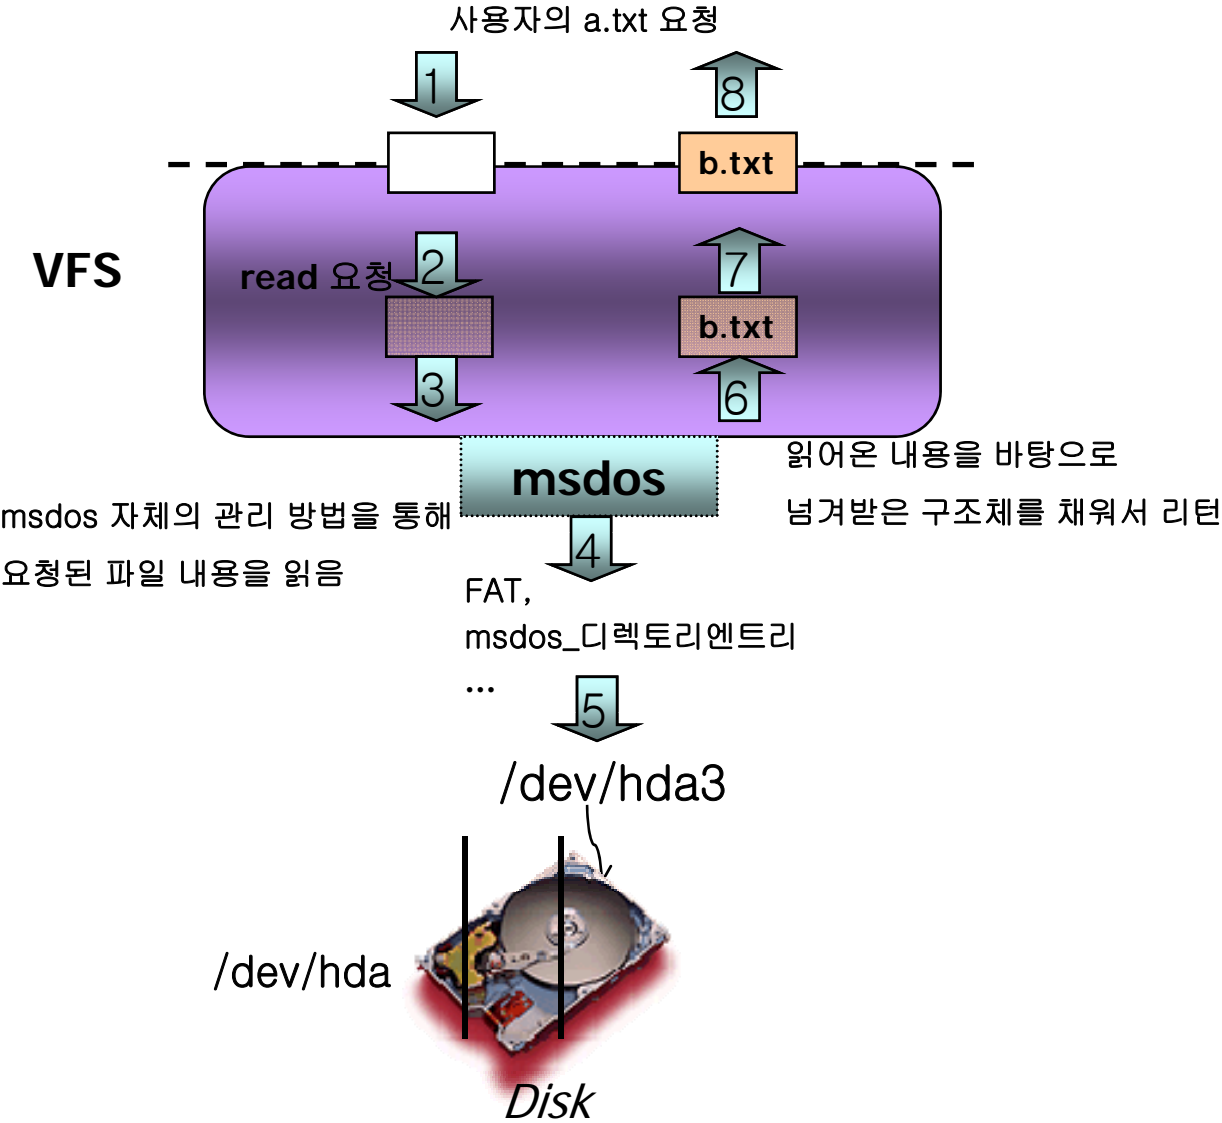 사용자의 a.txt 요청
1
8
b.txt
VFS
read 요청
2
7
b.txt
3
6
msdos
읽어온 내용을 바탕으로
넘겨받은 구조체를 채워서 리턴
msdos 자체의 관리 방법을 통해
요청된 파일 내용을 읽음
4
FAT,
msdos_디렉토리엔트리
...
5
/dev/hda3
/dev/hda
Disk